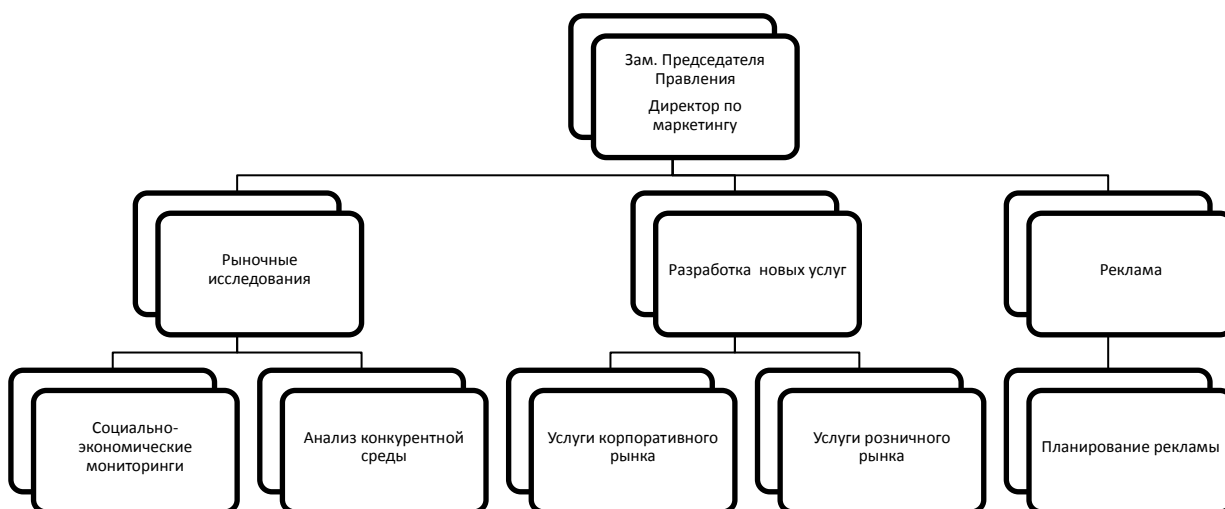 Зам. Председателя
Правления
Директор по
маркетингу
Рыночные
исследования
Разработка  новых услуг
Реклама
Социально-
экономические
мониторинги
Анализ конкурентной
среды
Услуги корпоративного
рынка
Услуги розничного
рынка
Планирование рекламы